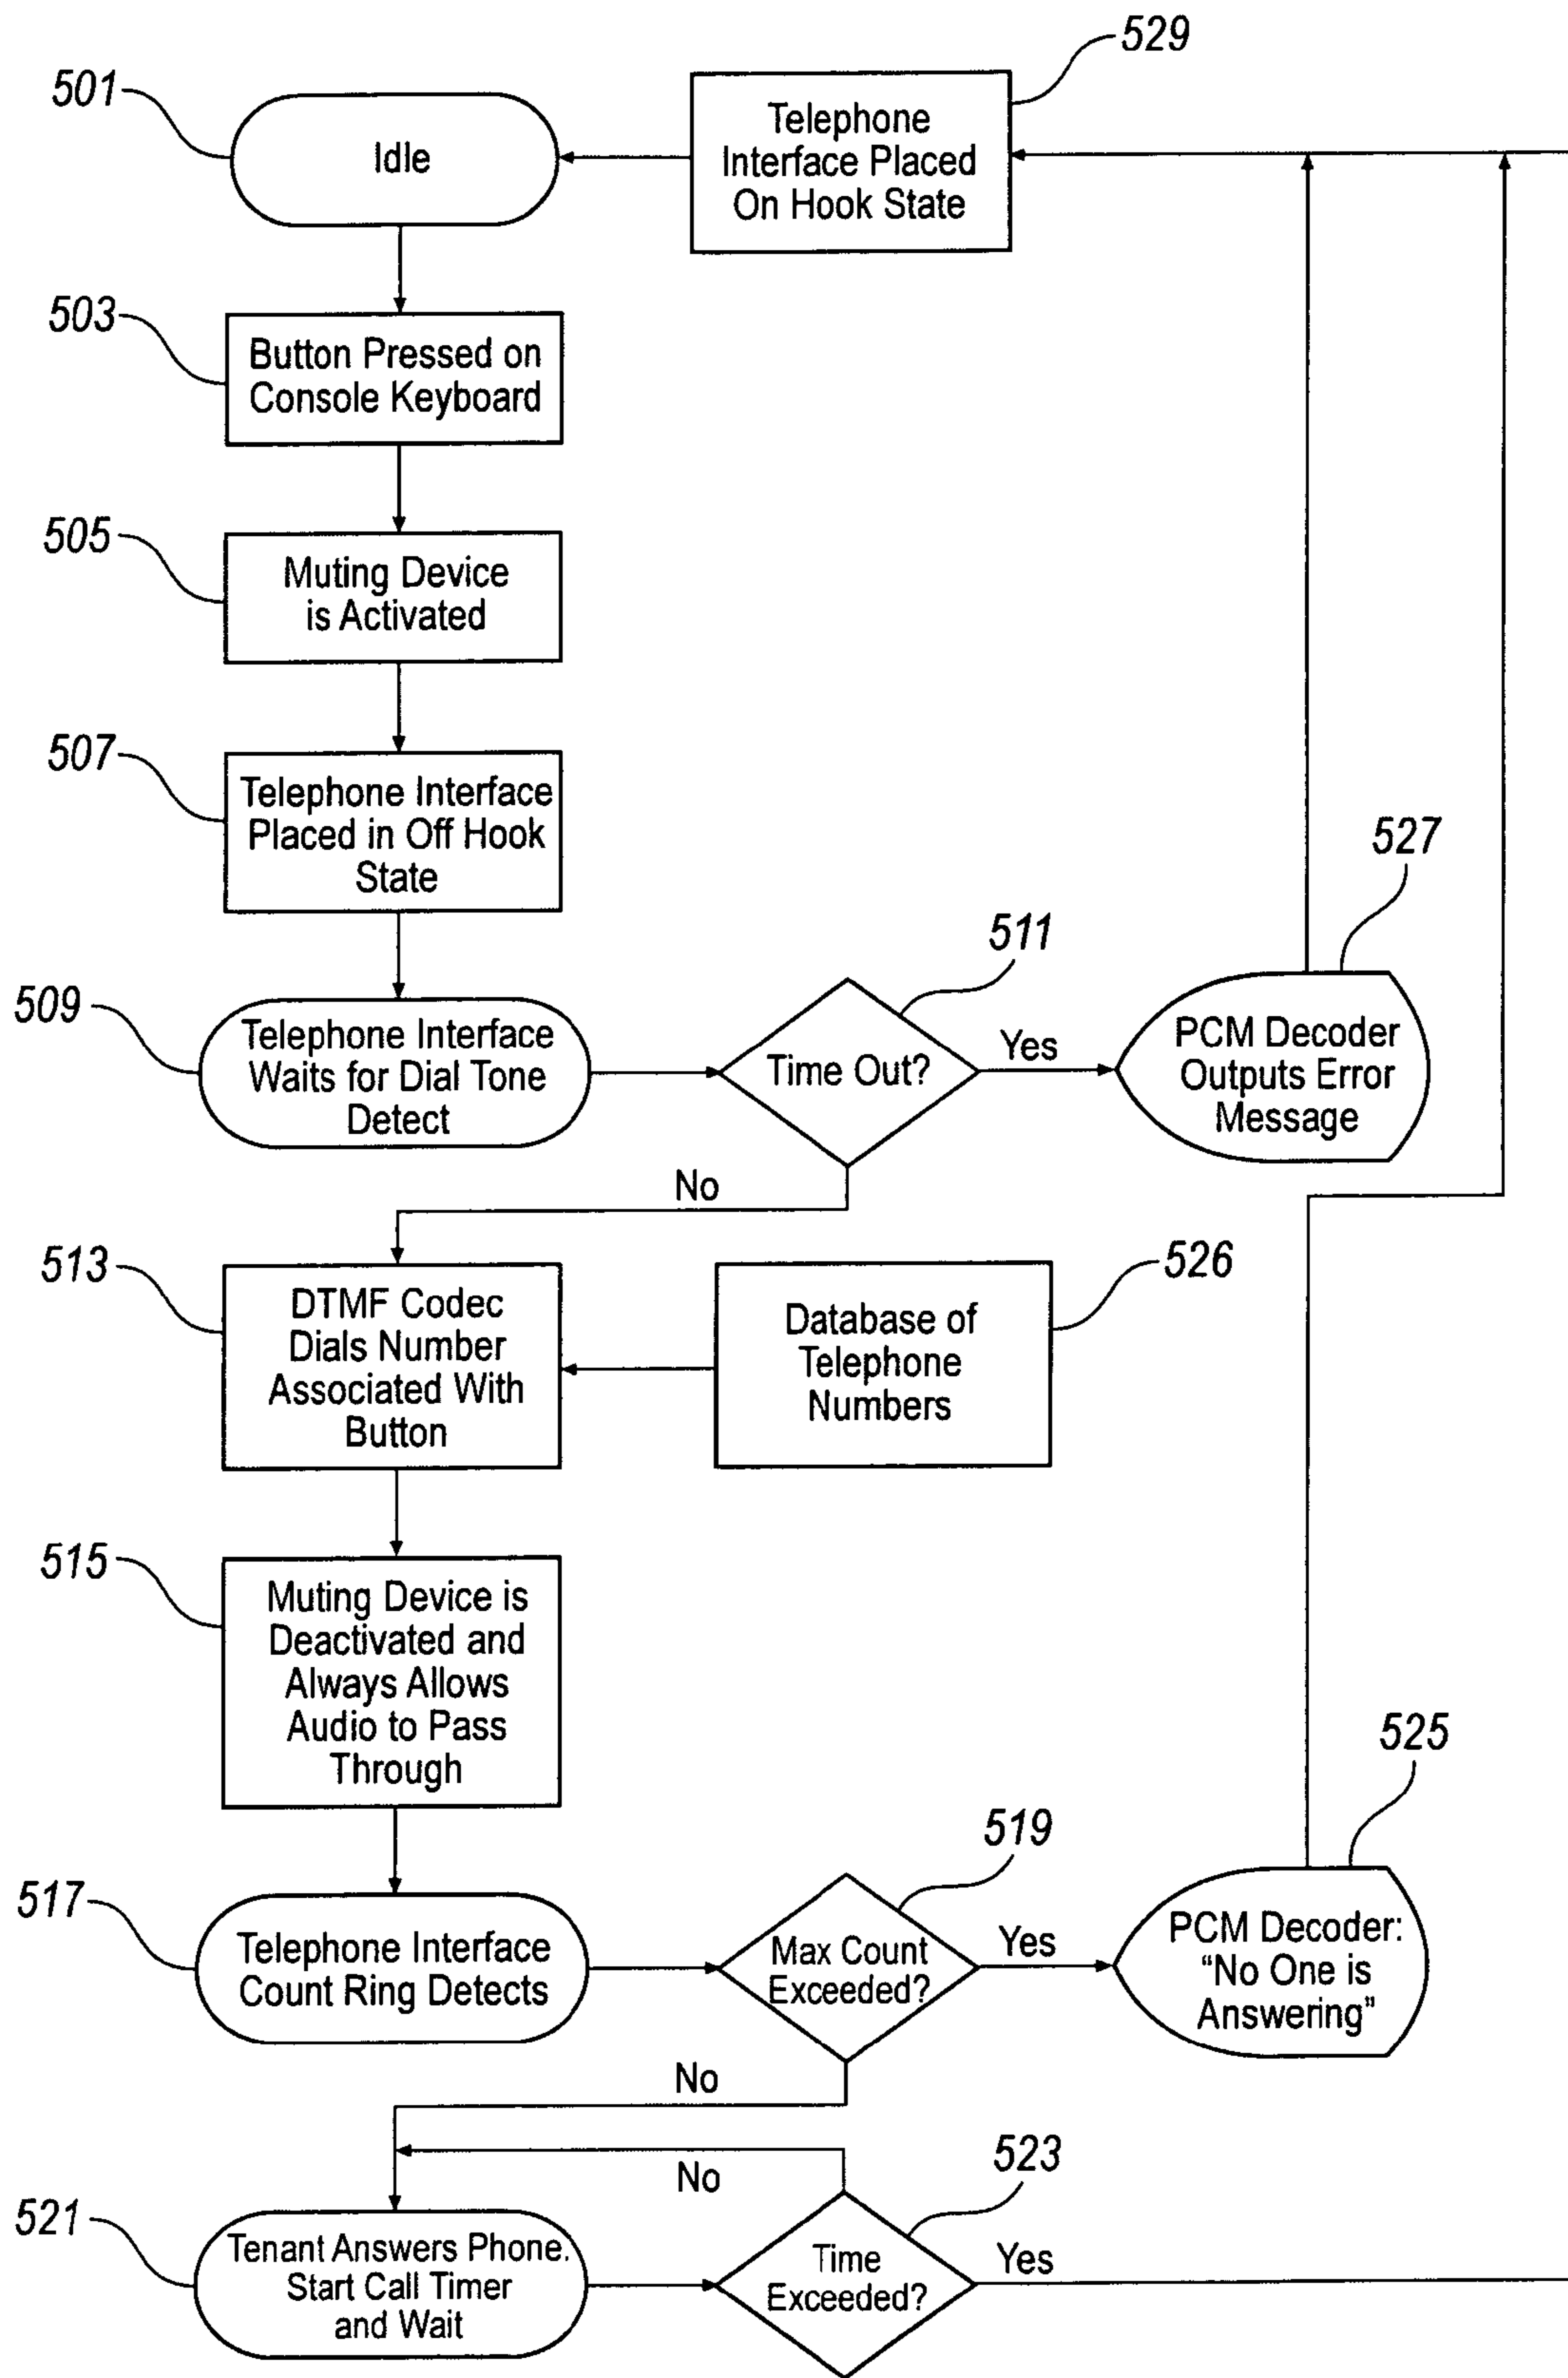 529
501
Telephone
Interface Placed
On Hook State
Idle
503
Button Pressed on
Console Keyboard
505
Muting Device
is Activated
507
Telephone Interface
Placed in Off Hook
State
527
511
509
Telephone Interface
Waits for Dial Tone
Detect
Time Out?
Yes
PCM Decoder
Outputs Error
Message
No
513
526
DTMF Codec
Dials Number
Associated With
Button
Database of
Telephone
Numbers
515
Muting Device is
Deactivated and
Always Allows
Audio to Pass
Through
525
519
517
Telephone Interface
Count Ring Detects
Max Count
Exceeded?
Yes
PCM Decoder:
“No One is
Answering”
No
523
No
521
Tenant Answers Phone.
Start Call Timer
and Wait
Time
Exceeded?
Yes